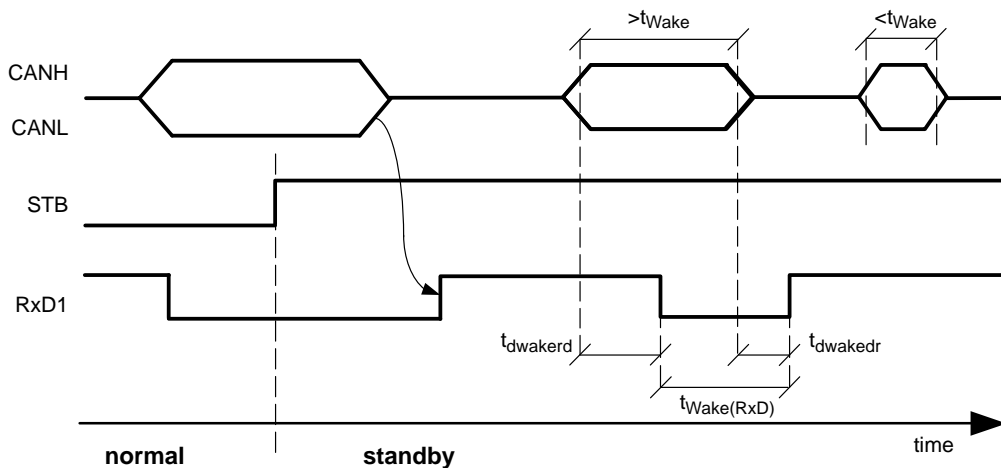 >tWake
<tWake
CANH
CANL
STB
RxD1
tdwakerd
tdwakedr
tWake(RxD)
time
normal
standby